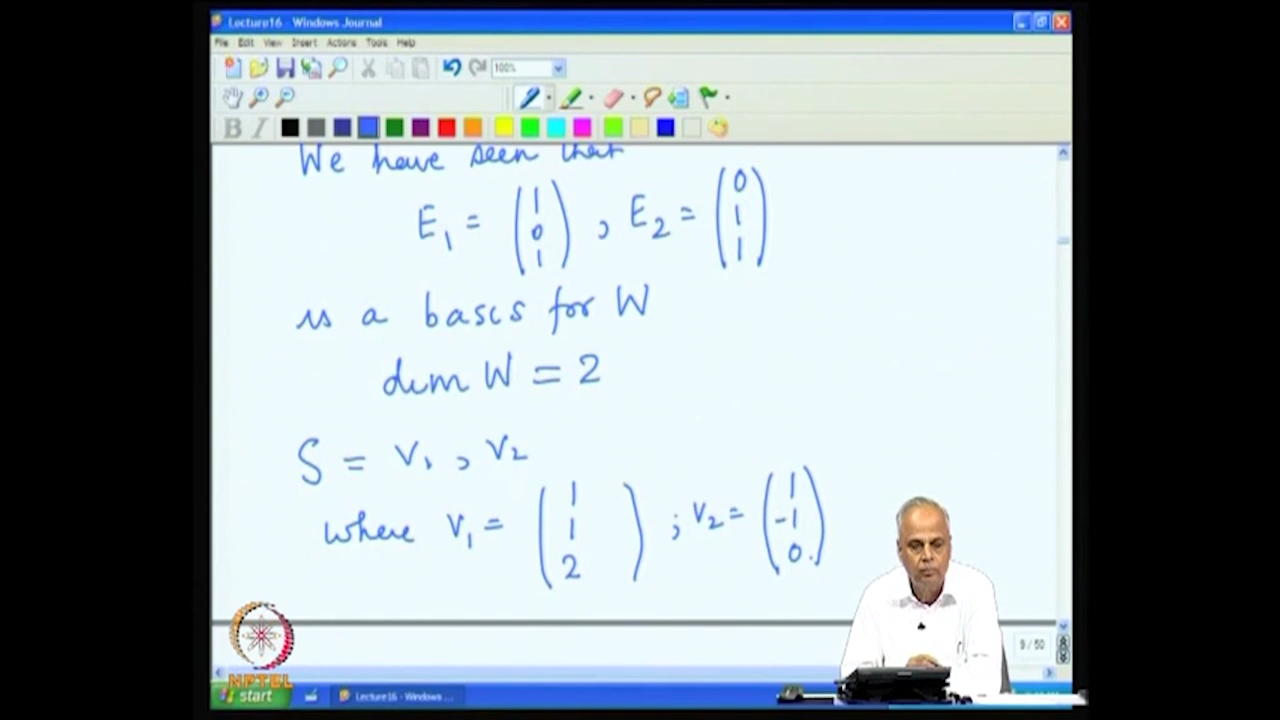 Lecture16 - Windows Journal
File Edit View Insert Actions Tools Help
100%
B I
We have seen that
E₁ = (1 0 1) , E₂ = (0 1 1)
is a basis for W
dim W = 2
S = v₁ , v₂
where v₁ = (1 1 2) ; v₂ = (1 -1 0)
9 / 50
NPTEL
start Lecture16 - Windows ...